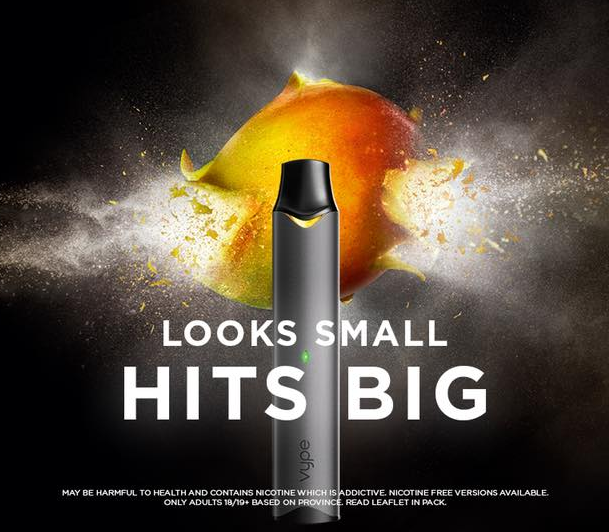 LOOKS SMALL
HITS BIG
vype
MAY BE HARMFUL TO HEALTH AND CONTAINS NICOTINE WHICH IS ADDICTIVE. NICOTINE FREE VERSIONS AVAILABLE.
ONLY ADULTS 18/19+ BASED ON PROVINCE. READ LEAFLET IN PACK.